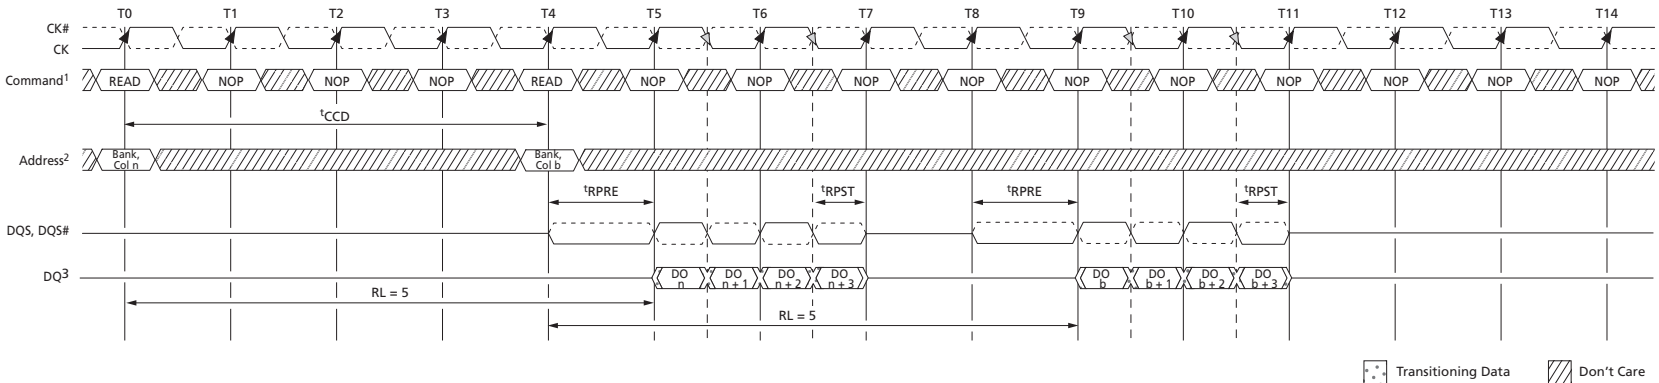 T0 T1 T2 T3 T4 T5 T6 T7 T8 T9 T10 T11 T12 T13 T14
CK#
CK
Command1 READ NOP NOP NOP READ NOP NOP NOP NOP NOP NOP NOP NOP NOP NOP
tCCD
Address2 Bank, Col n Bank, Col b
tRPRE tRPST tRPRE tRPST
DQS, DQS#
DQ3 DO n DO n + 1 DO n + 2 DO n + 3 DO b DO b + 1 DO b + 2 DO b + 3
RL = 5
RL = 5
Transitioning Data Don't Care